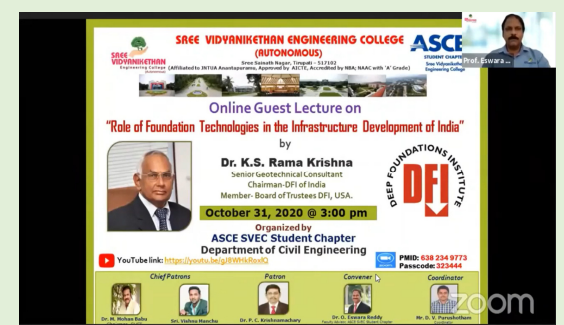 SREE VIDYANIKETHAN ENGINEERING COLLEGE
(AUTONOMOUS)
Sree Sainath Nagar, Tirupati - 517102
(Affiliated to JNTUA Anantapuramu, Approved by AICTE, Accredited by NBA; NAAC with 'A' Grade)
SREE
VIDYANIKETHAN
Engineering College
(Autonomous)
ASCE
STUDENT CHAPTER
Sree Vidyanikethan
Engineering College
Prof. Eswara ...
Online Guest Lecture on
"Role of Foundation Technologies in the Infrastructure Development of India"
by
Dr. K.S. Rama Krishna
Senior Geotechnical Consultant
Chairman-DFI of India
Member- Board of Trustees DFI, USA.
DEEP FOUNDATIONS INSTITUTE
DFI
October 31, 2020 @ 3:00 pm
Organized by
ASCE SVEC Student Chapter
Department of Civil Engineering
YouTube link:
PMID: 638 234 9773
Passcode:323444
Chief Patrons
Patron
Convener
Coordinator
Dr. M. Mohan Babu
Sri. Vishnu Manchu
Dr. P. C. Krishnamachary
Dr. O. Eswara Reddy
Mr. D. V. Purushotham
zoom